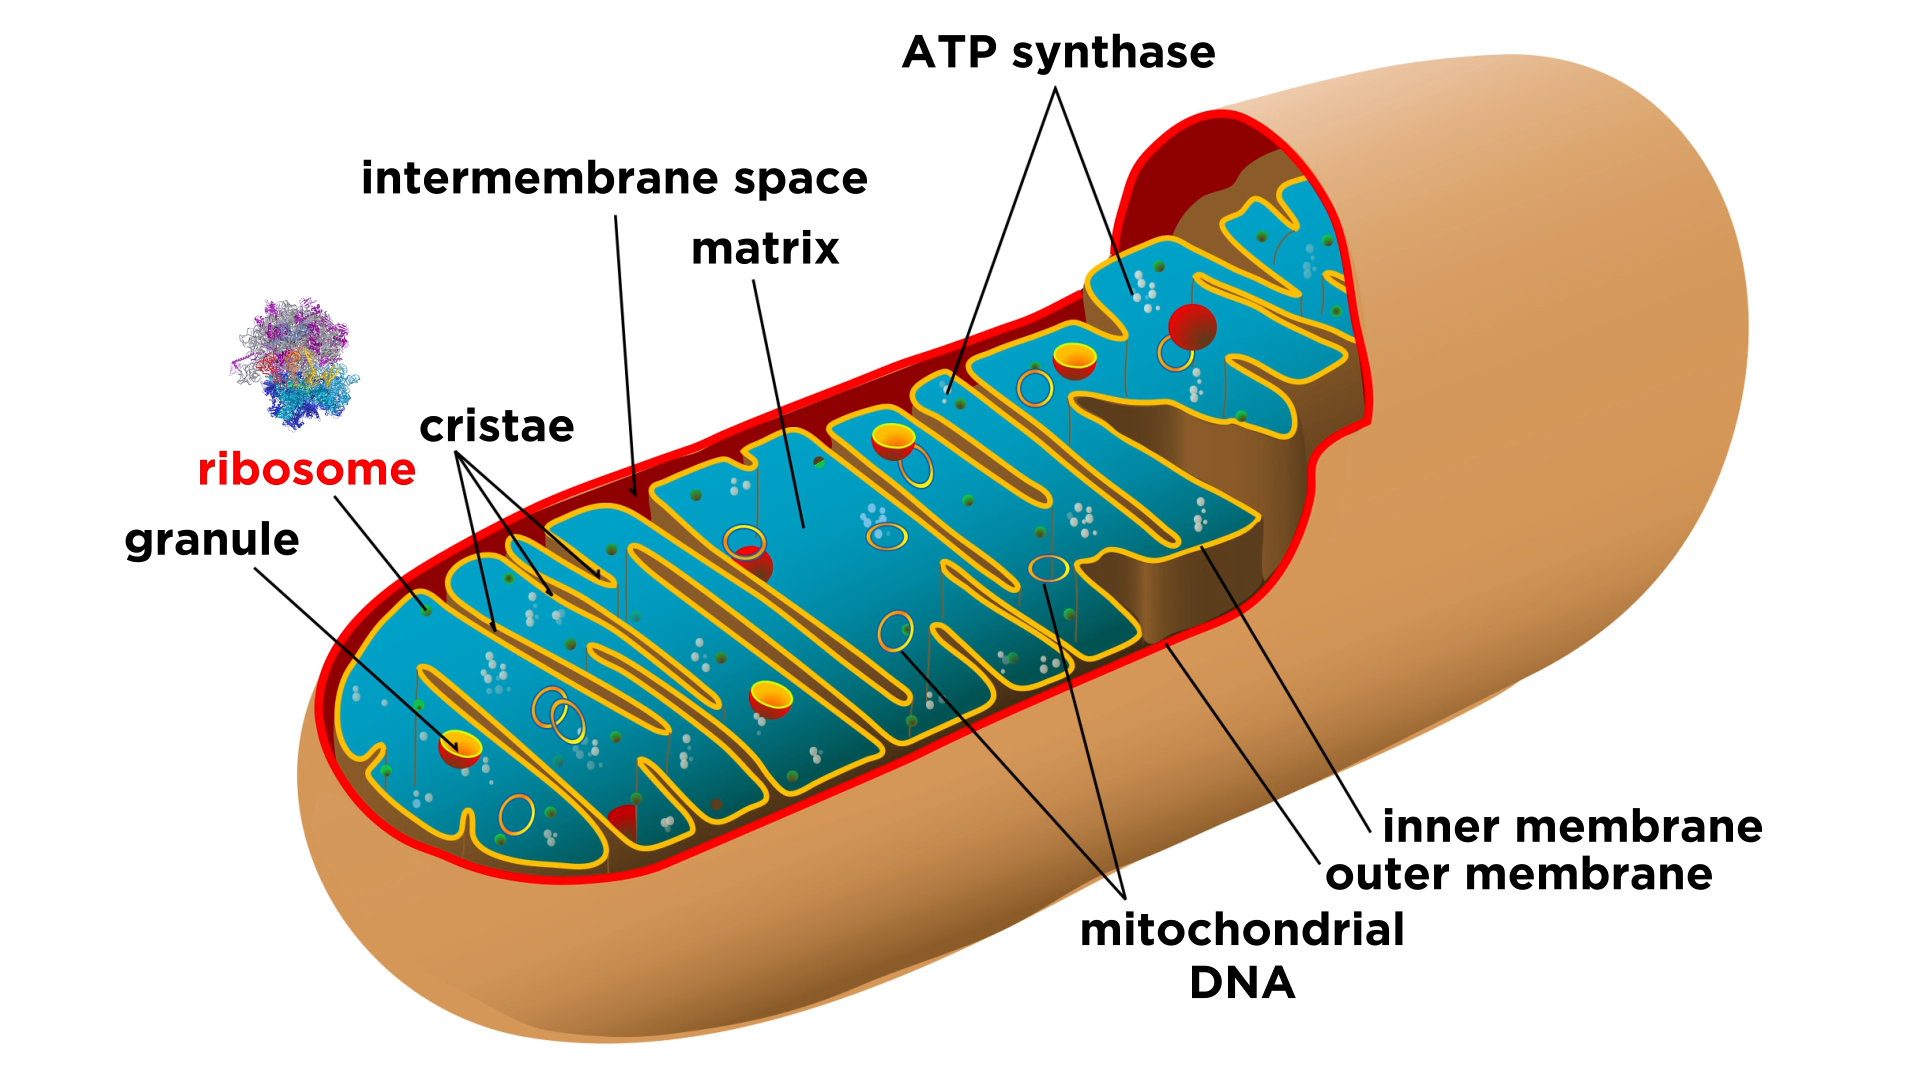 ATP synthase
intermembrane space
matrix
cristae
ribosome
granule
inner membrane
outer membrane
mitochondrial
DNA